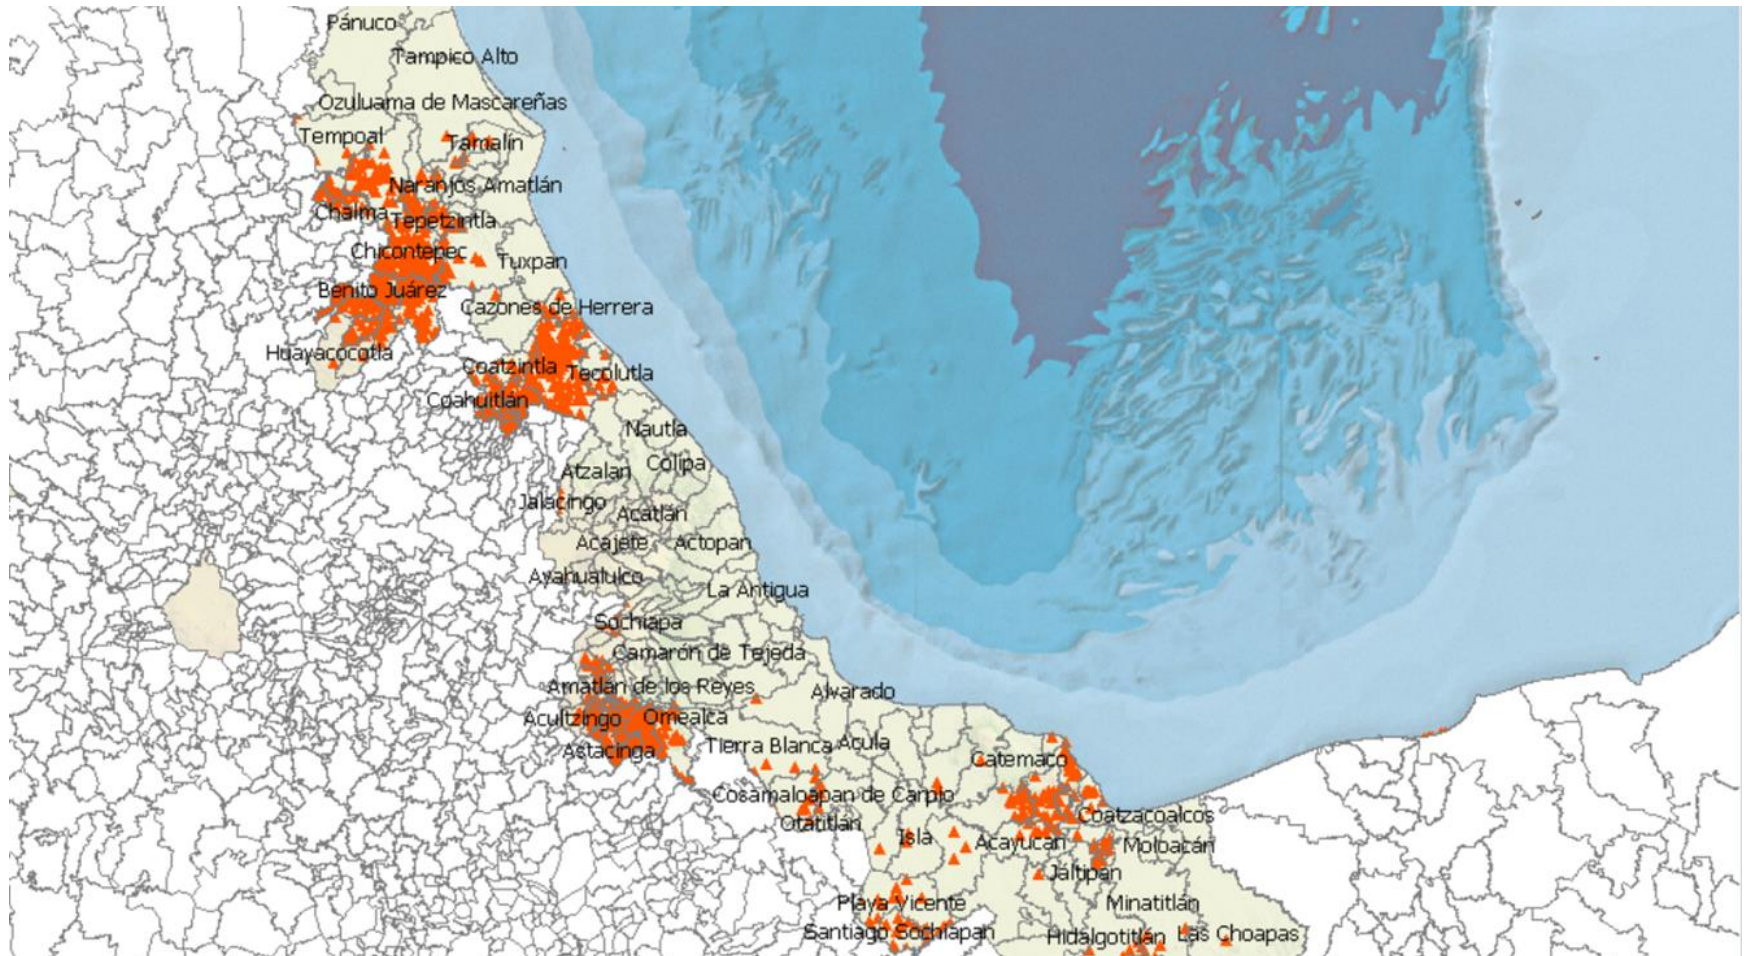 Pánuco
Tampico Alto
Ozuluama de Mascareñas
Tempoal
Tamalín
Naranjos Amatlán
Chalma
Tepetzintla
Chicontepec
Tuxpan
Benito Juárez
Cazones de Herrera
Huayacocotla
Coatzintla
Tecolutla
Coahuitlán
Nautla
Atzalan
Colipa
Jalacingo
Acatlán
Acajete
Actopan
Ayahualulco
La Antigua
Sochiapa
Camarón de Tejeda
Amatlán de los Reyes
Alvarado
Acultzingo
Omealca
Astacinga
Tierra Blanca
Acula
Catemaco
Cosamaloapan de Carpio
Otatitlán
Coatzacoalcos
Isla
Acayucan
Moloacán
Jáltipan
Playa Vicente
Minatitlán
Santiago Sochiapan
Hidalgotitlán
Las Choapas